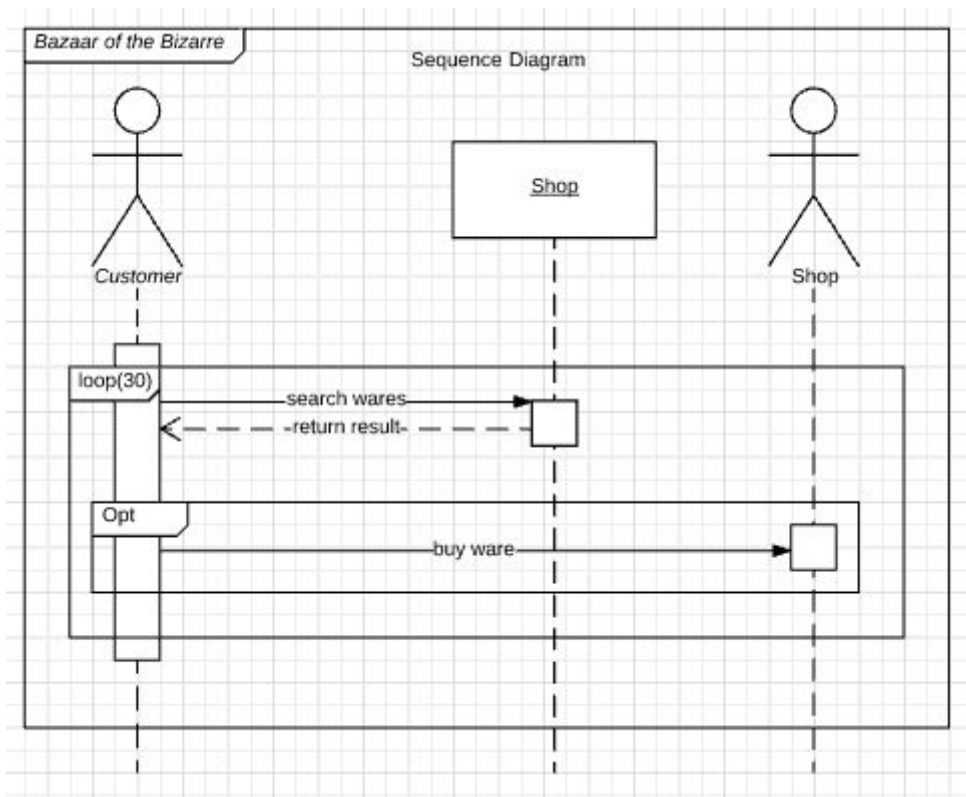 Bazaar of the Bizarre
Sequence Diagram
Shop
Customer
Shop
loop(30)
search wares
return result
Opt
buy ware